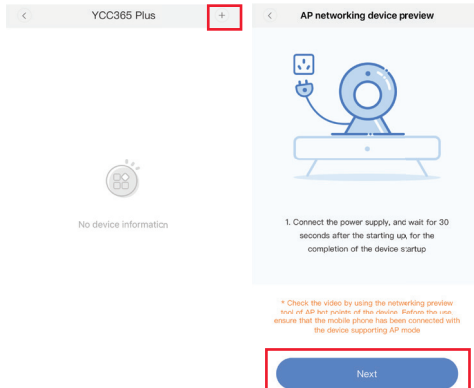 YCC365 Plus
+
No device information
AP networking device preview
1. Connect the power supply, and wait for 30
seconds after the starting up, for the
completion of the device startup
* Check the video by using the networking preview
tool of AP hot points of the device. Before the use,
ensure that the mobile phone has been connected with
the device supporting AP mode
Next